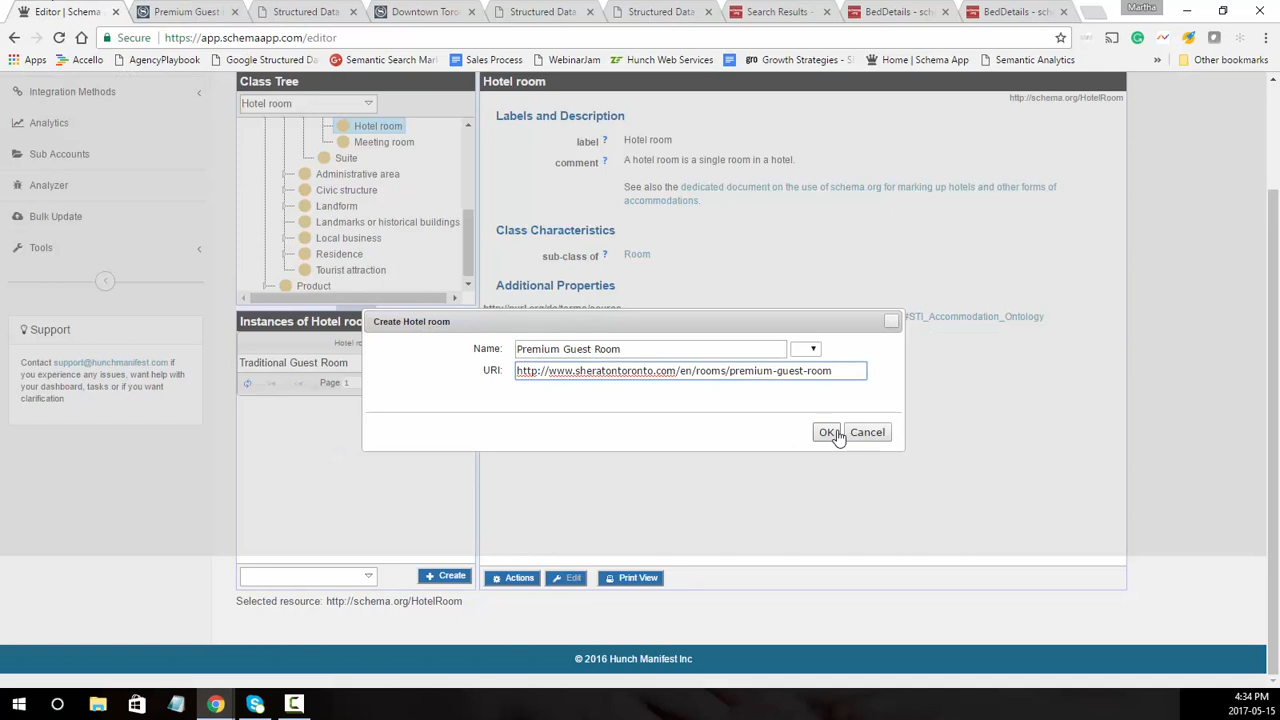 Editor | Schema
Premium Guest
Structured Data
Downtown Toro
Structured Data
Structured Data
Search Results -
BedDetails - sch
BedDetails - sch
Martha
Secure
https://app.schemaapp.com/editor
Apps
Accello
AgencyPlaybook
Google Structured Da
Semantic Search Mar
Sales Process
WebinarJam
Hunch Web Services
Growth Strategies - S
Home | Schema App
Semantic Analytics
»
Other bookmarks
Integration Methods
Analytics
Sub Accounts
Analyzer
Bulk Update
Tools
Support
Contact support@hunchmanifest.com if
you experience any issues, want help or
clarification
Class Tree
Hotel room
Hotel room
Meeting room
Suite
Administrative area
Civic structure
Landform
Landmarks or historical buildings
Local business
Residence
Tourist attraction
Product
Instances of Hotel roo
Hotel ro
Traditional Guest Room
Page 1
+ Create
Hotel room
http://schema.org/HotelRoom
Labels and Description
label ? Hotel room
comment ? A hotel room is a single room in a hotel.
See also the dedicated document on the use of schema.org for marking up hotels and other forms of
accommodations.
Class Characteristics
sub-class of ? Room
Additional Properties
#STI_Accommodation_Ontology
Create Hotel room
Name: Premium Guest Room
URI: http://www.sheratontoronto.com/en/rooms/premium-guest-room
OK
Cancel
Actions
Edit
Print View
Selected resource: http://schema.org/HotelRoom
© 2016 Hunch Manifest Inc
4:34 PM
2017-05-15